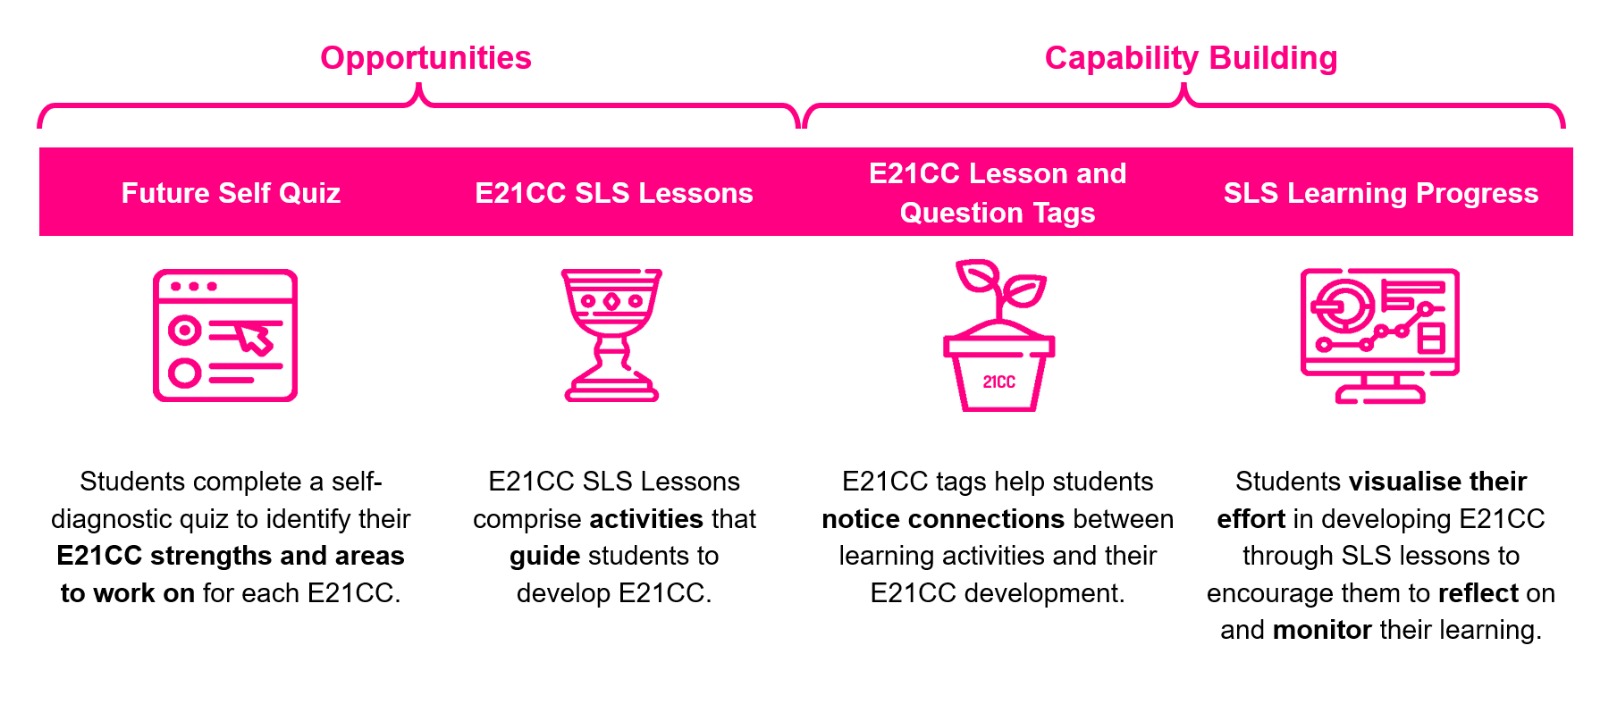 Opportunities
Capability Building
Future Self Quiz
E21CC SLS Lessons
E21CC Lesson and
Question Tags
SLS Learning Progress
21CC
Students complete a self-
diagnostic quiz to identify their
E21CC strengths and areas
to work on for each E21CC.
E21CC SLS Lessons
comprise activities that
guide students to
develop E21CC.
E21CC tags help students
notice connections between
learning activities and their
E21CC development.
Students visualise their
effort in developing E21CC
through SLS lessons to
encourage them to reflect on
and monitor their learning.